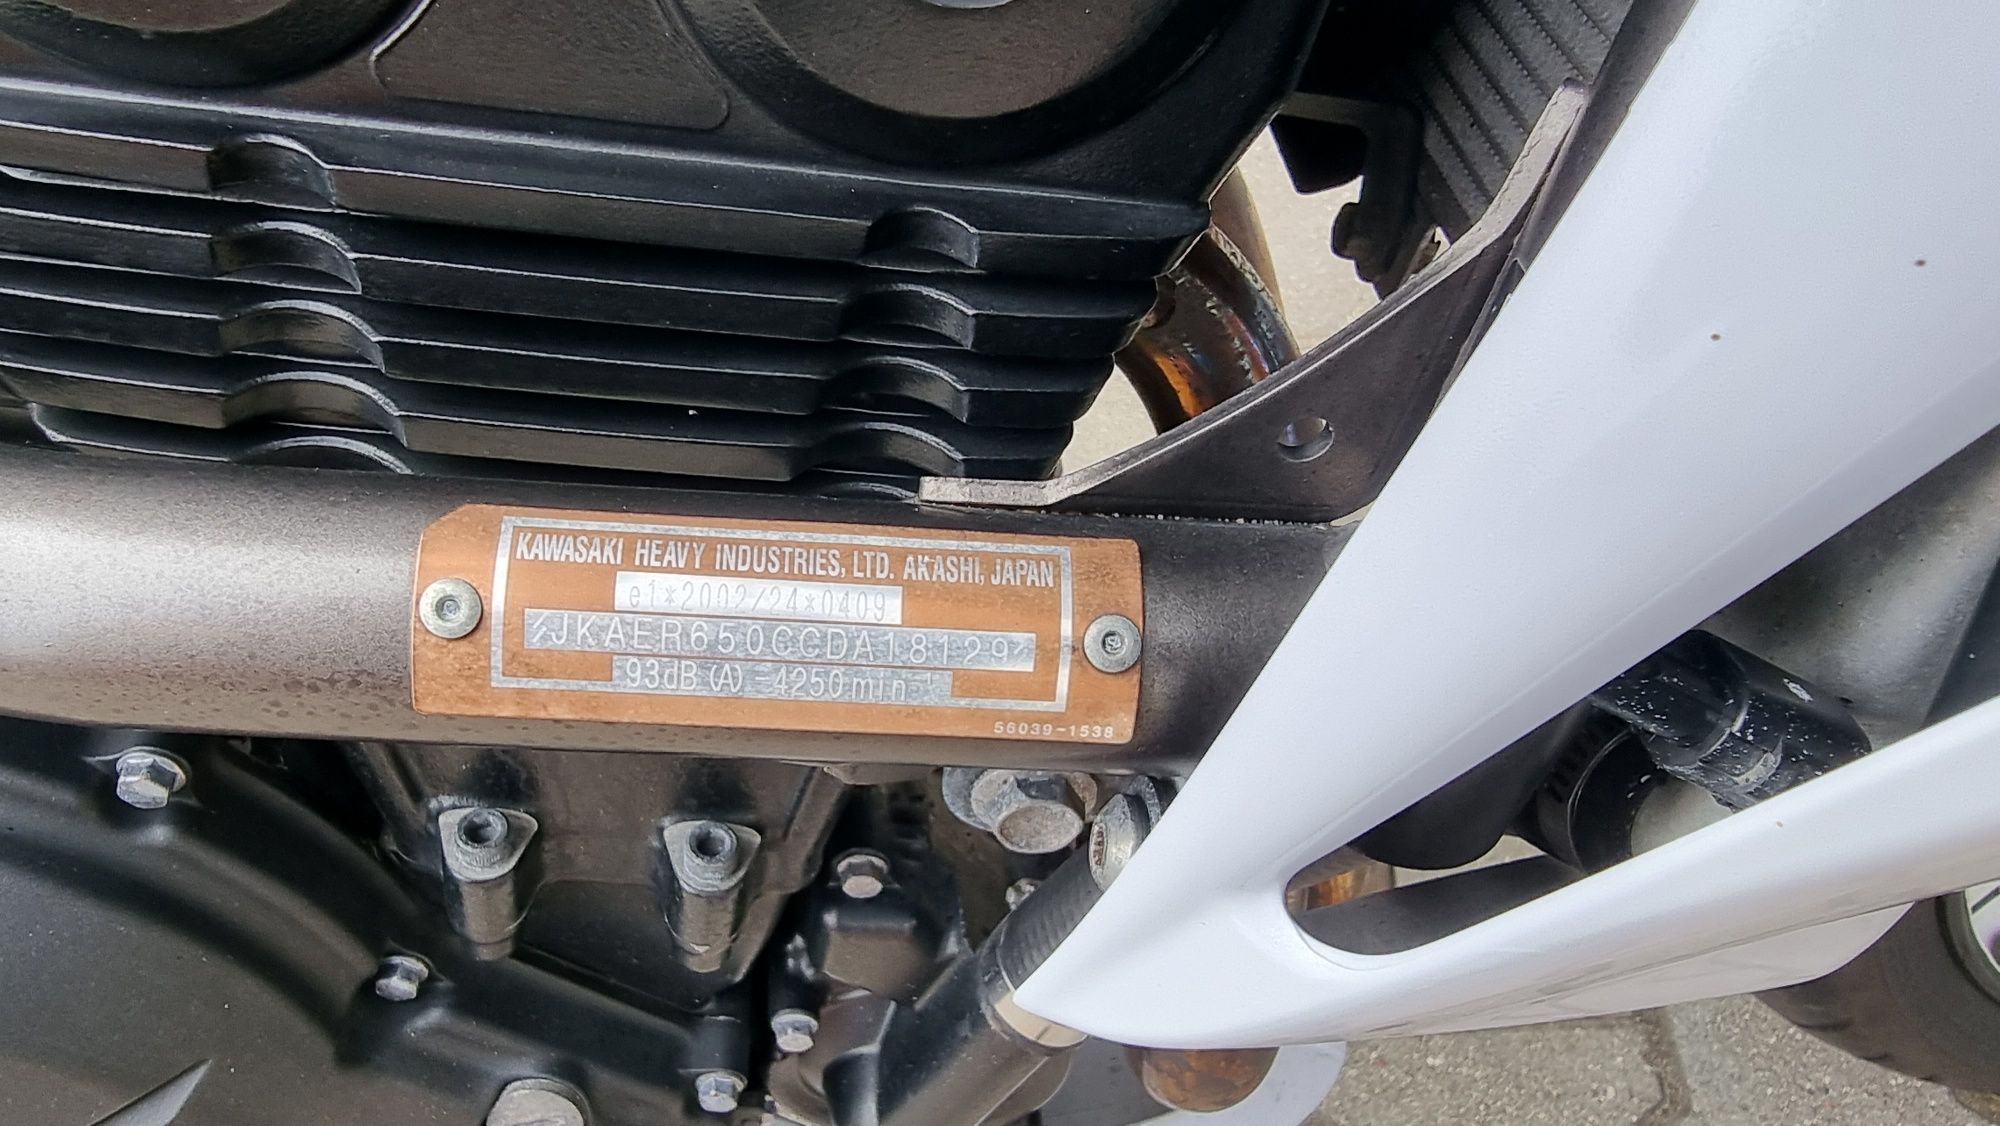 KAWASAKI HEAVY INDUSTRIES, LTD. AKASHI, JAPAN
e1*2002/24*0409
JKAER650CCDA18129
93dB(A) -4250min⁻¹
56039-1538